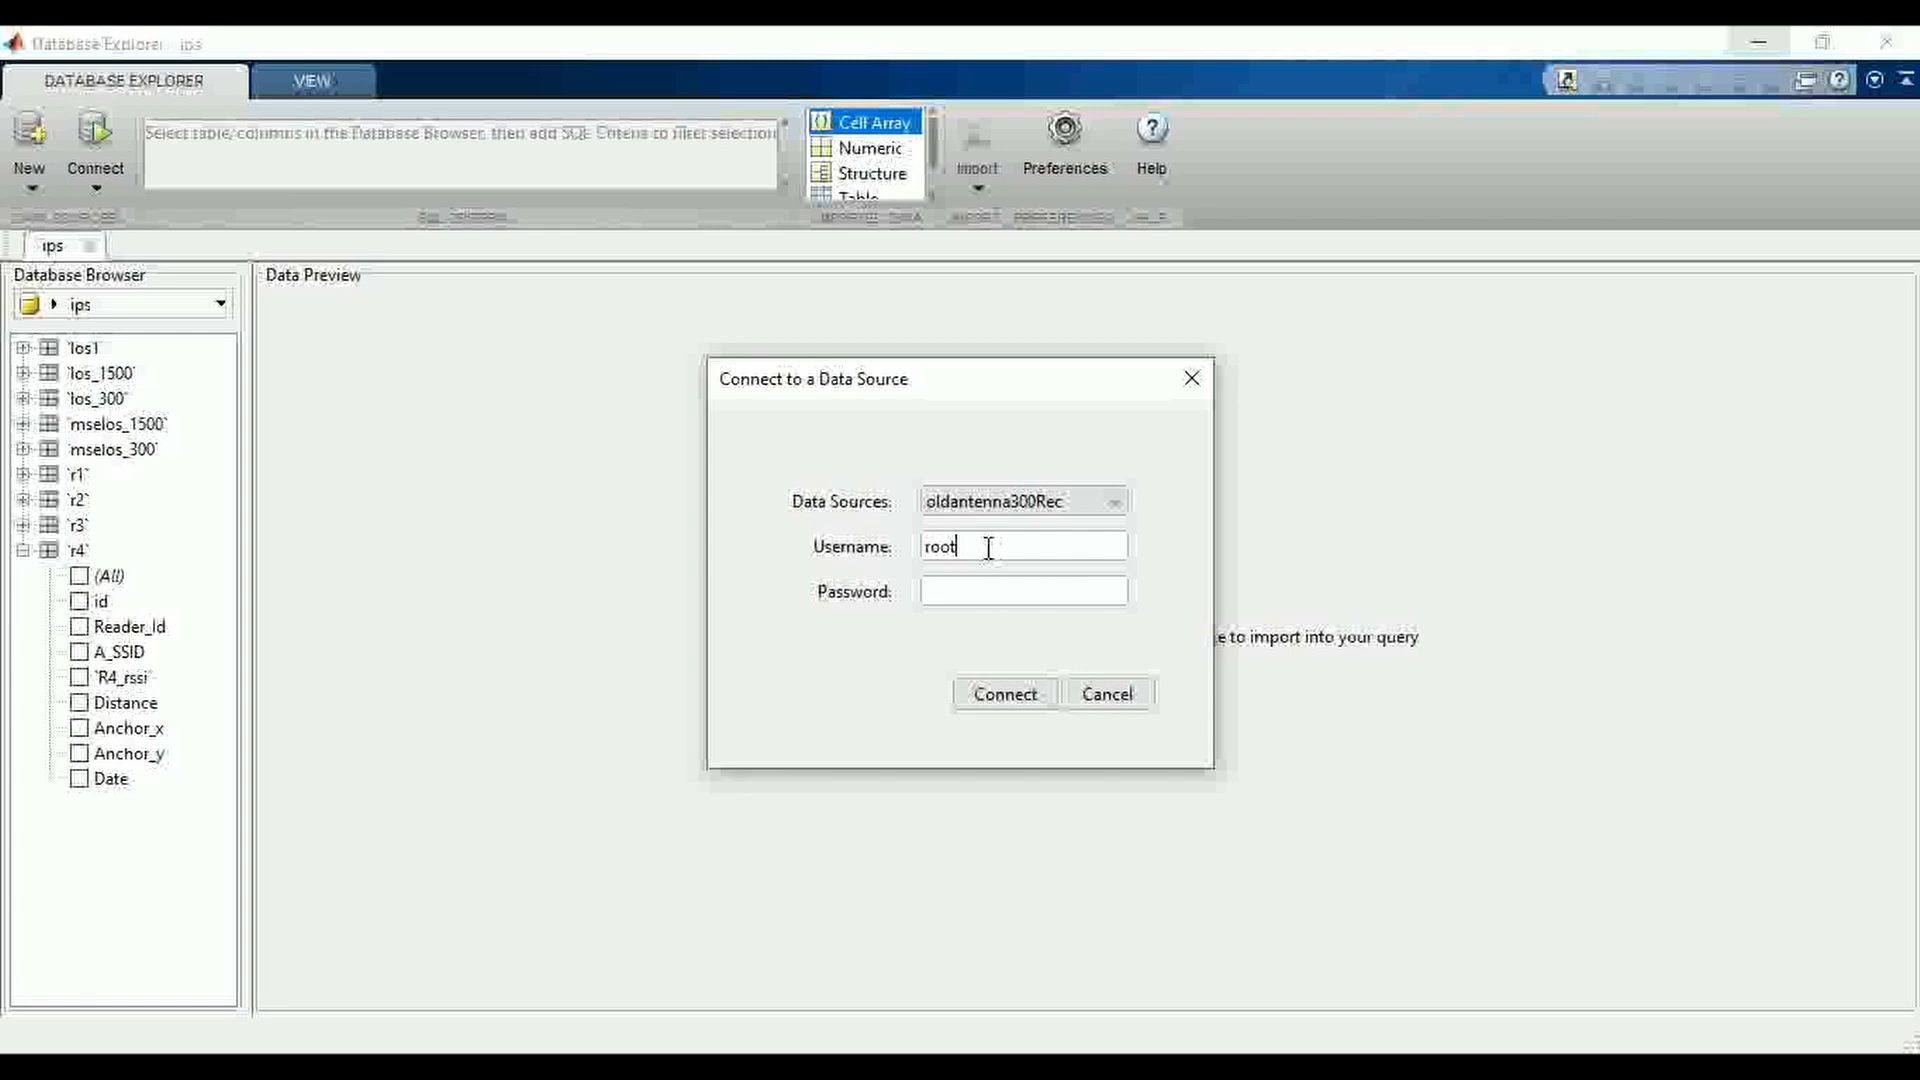 Database Explorer - ips
DATABASE EXPLORER
VIEW
New
Connect
Select table/columns in the Database Browser, then add SQL Criteria to filter selection
Cell Array
Numeric
Structure
Table
Import
Preferences
Help
IMPORT
PREFERENCES
ips
Database Browser
ips
`los1`
`los_1500`
`los_300`
`mselos_1500`
`mselos_300`
`r1`
`r2`
`r3`
`r4`
(All)
id
Reader_Id
A_SSID
`R4_rssi`
Distance
Anchor_x
Anchor_y
Date
Data Preview
Connect to a Data Source
Data Sources:
oldantenna300Rec
Username:
root
Password:
Connect
Cancel
e to import into your query